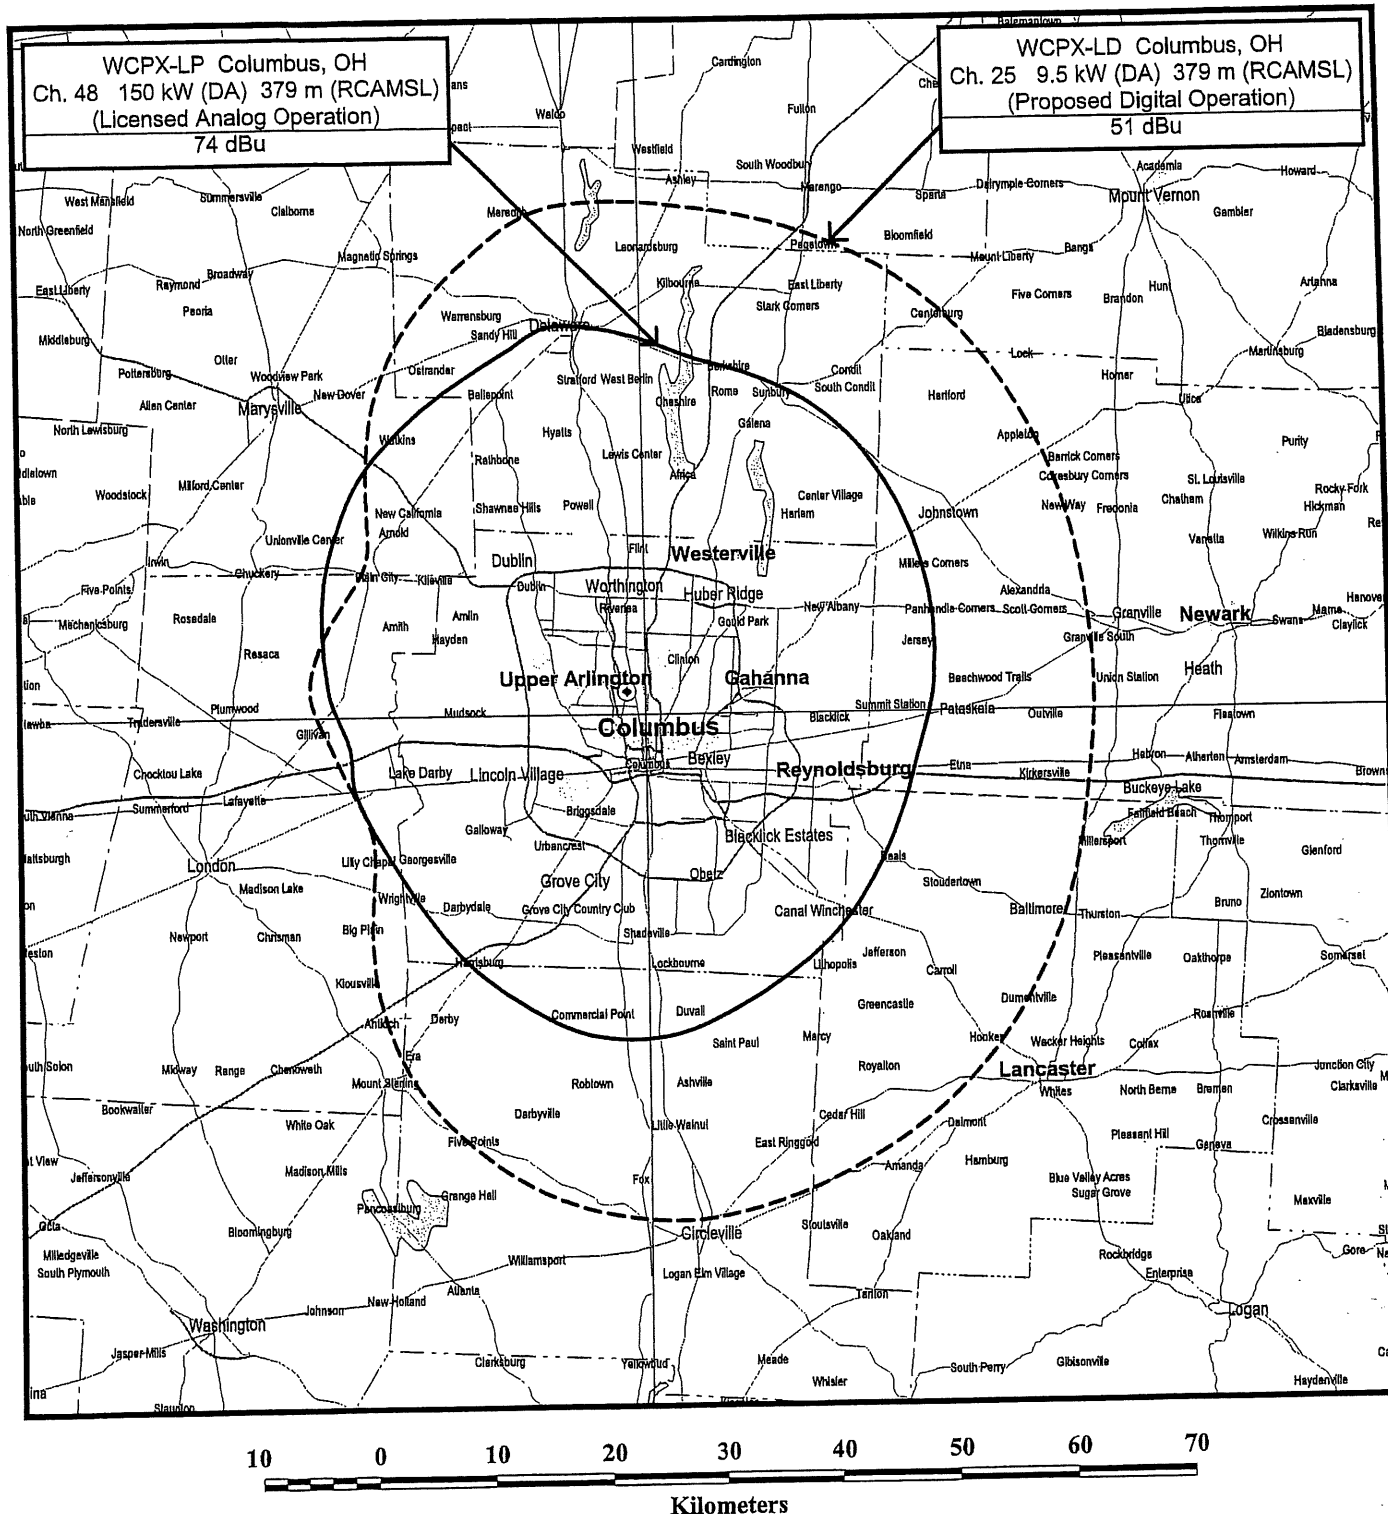 WCPX-LP Columbus, OH
Ch. 48 150 kW (DA) 379 m (RCAMSL)
(Licensed Analog Operation)
74 dBu
WCPX-LD Columbus, OH
Ch. 25 9.5 kW (DA) 379 m (RCAMSL)
(Proposed Digital Operation)
51 dBu
Cardington
Fulton
Waldo
Westfield
South Woodbury
Ashley
Marengo
Sparta
Dalrymple Corners
Academia
Howard
Mount Vernon
Gambier
West Mansfield
Summersville
Claiborne
North Greenfield
Magnetic Springs
Leonardsburg
Pagetown
Bloomfield
Mount Liberty
Bangs
East Liberty
Raymond
Broadway
Peoria
Kilbourne
East Liberty
Stark Corners
Centerburg
Five Corners
Brandon
Hunt
Artanna
Bladensburg
Martinsburg
Middleburg
Warrensburg
Sandy Hill
Delaware
Berkshire
Lock
Homer
Pottersburg
Otter
Woodview Park
New Dover
Ostrander
Stratford
West Berlin
Rome
Sunbury
Condit
South Condit
Hartford
Utica
Allen Center
Marysville
Bellepoint
Cheshire
Galena
Appleton
North Lewisburg
Watkins
Hyatts
Rathbone
Lewis Center
Africa
Barrick Corners
Cokesbury Corners
Purity
Woodstock
Milford Center
New California
Arnold
Shawnee Hills
Powell
Center Village
Harlem
Johnstown
New Way
Fredonia
Chatham
St. Louisville
Rocky Fork
Hickman
Wilkins Run
Vanatta
Unionville Center
Irwin
Chuckery
Plain City
Kileville
Dublin
Dublin
Flint
Westerville
Worthington
Huber Ridge
Riverlea
Gould Park
New Albany
Millers Corners
Alexandria
Panhandle Corners
Scott Corners
Granville
Granville South
Newark
Swans
Mama
Claylick
Hanover
Five Points
Mechanicsburg
Rosedale
Resaca
Amlin
Amith
Hayden
Clinton
Jersey
Upper Arlington
Gahanna
Beechwood Trails
Union Station
Heath
Tradersville
Plumwood
Gillivan
Mudsock
Columbus
Columbus
Bexley
Blacklick
Summit Station
Pataskala
Outville
Flastown
Choctou Lake
Lake Darby
Lincoln Village
Reynoldsburg
Etna
Kirkersville
Hebron
Atherton
Amsterdam
Buckeye Lake
Fairfield Beach
Thornport
Millersport
Thornville
Glenford
Summerford
Lafayette
Briggsdale
Galloway
Urbancrest
Blacklick Estates
London
Lilly Chapel
Georgesville
Grove City
Obetz
Stoudertown
Madison Lake
Wrightville
Darbydale
Grove City Country Club
Canal Winchester
Baltimore
Thurston
Bruno
Ziontown
Newport
Chrisman
Big Plain
Shadeville
Harrisburg
Lockbourne
Lithopolis
Jefferson
Carroll
Pleasantville
Oakthorpe
Somerset
Kiousville
Antioch
Derby
Commercial Point
Duvall
Greencastle
Dumontville
Rushville
Era
Saint Paul
Marcy
Hooker
Wacker Heights
Colfax
Midway
Range
Chenoweth
Mount Sterling
Robtown
Ashville
Royalton
Lancaster
Whites
North Berne
Bremen
Junction City
Clarksville
Bookwalter
White Oak
Darbyville
Little Walnut
Cedar Hill
Delmont
Crossenville
Five Points
East Ringgold
Pleasant Hill
Geneva
Jeffersonville
Madison Mills
Fox
Amanda
Hamburg
Blue Valley Acres
Sugar Grove
Maxville
Pancoastburg
Grange Hall
Bloomingburg
Circleville
Stoutsville
Oakland
Milledgeville
South Plymouth
Williamsport
Logan Elm Village
Rockbridge
Enterprise
Gore
Atlanta
New Holland
Johnson
Washington
Tarlton
Logan
Jasper Mills
Clarksburg
Yellowbud
Meade
Whisler
South Perry
Gibisonville
Haydenville
10 0 10 20 30 40 50 60 70
Kilometers